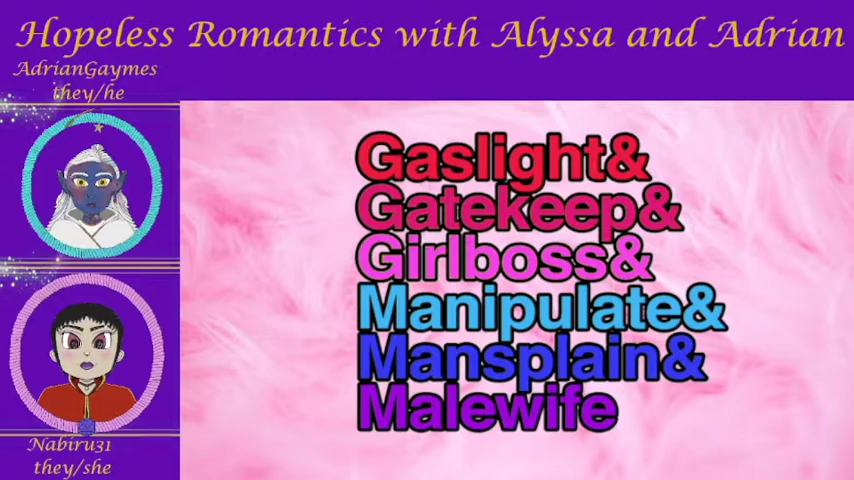 Hopeless Romantics with Alyssa and Adrian
AdrianGaymes
they/he
Gaslight&
Gatekeep&
Girlboss&
Manipulate&
Mansplain&
Malewife
Nabiru31
they/she